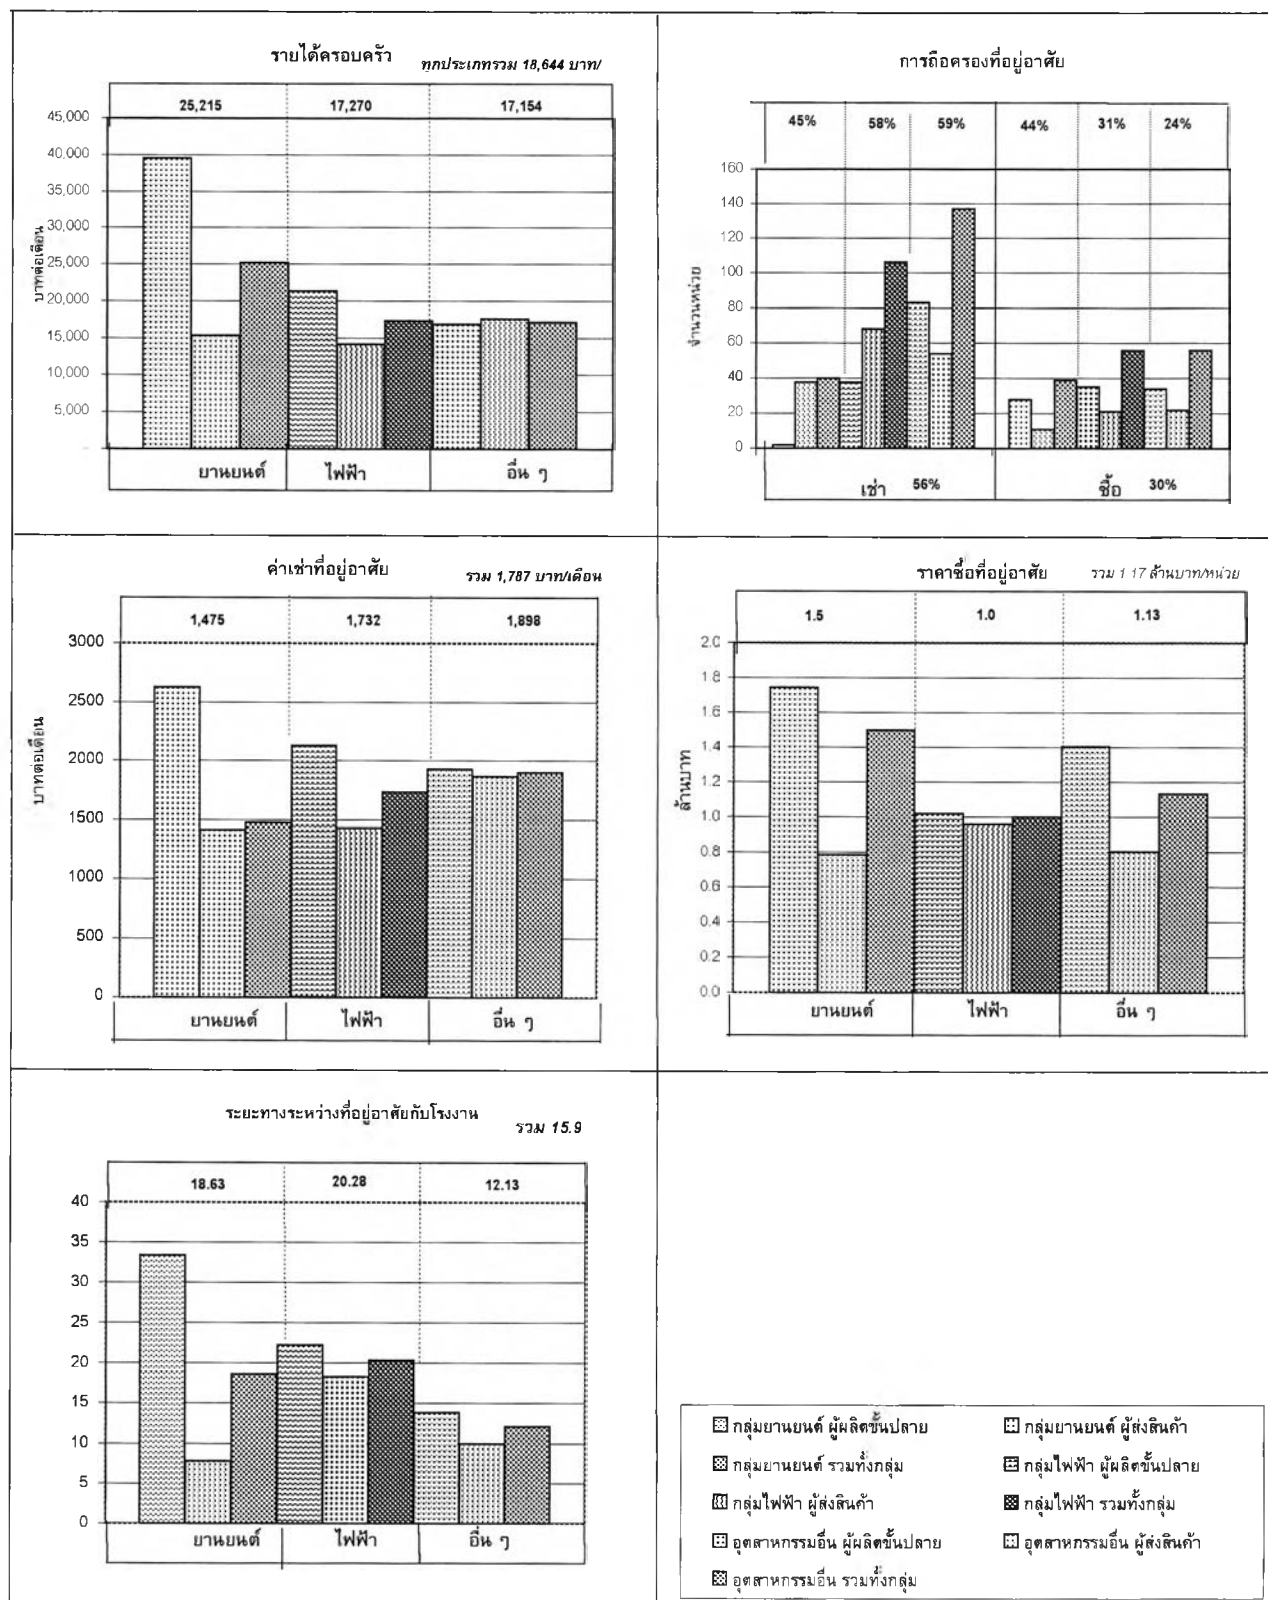 รายได้ครอบครัว
ทุกประเภทรวม 18,644 บาท/
25,215 17,270 17,154
บาทต่อเดือน
45,000
40,000
35,000
30,000
25,000
20,000
15,000
10,000
5,000
ยานยนต์ ไฟฟ้า อื่น ๆ
การถือครองที่อยู่อาศัย
45% 58% 59% 44% 31% 24%
จำนวนหน่วย
160
140
120
100
80
60
40
20
0
เช่า 56% ซื้อ 30%
ค่าเช่าที่อยู่อาศัย
รวม 1,787 บาท/เดือน
1,475 1,732 1,898
บาทต่อเดือน
3000
2500
2000
1500
1000
500
0
ยานยนต์ ไฟฟ้า อื่น ๆ
ราคาซื้อที่อยู่อาศัย
รวม 1.17 ล้านบาท/หน่วย
1.5 1.0 1.13
ล้านบาท
2.0
1.8
1.6
1.4
1.2
1.0
0.8
0.6
0.4
0.2
0.0
ยานยนต์ ไฟฟ้า อื่น ๆ
ระยะทางระหว่างที่อยู่อาศัยกับโรงงาน
รวม 15.9
18.63 20.28 12.13
40
35
30
25
20
15
10
5
0
ยานยนต์ ไฟฟ้า อื่น ๆ
กลุ่มยานยนต์ ผู้ผลิตขั้นปลาย กลุ่มยานยนต์ ผู้ส่งสินค้า
กลุ่มยานยนต์ รวมทั้งกลุ่ม กลุ่มไฟฟ้า ผู้ผลิตขั้นปลาย
กลุ่มไฟฟ้า ผู้ส่งสินค้า กลุ่มไฟฟ้า รวมทั้งกลุ่ม
อุตสาหกรรมอื่น ผู้ผลิตขั้นปลาย อุตสาหกรรมอื่น ผู้ส่งสินค้า
อุตสาหกรรมอื่น รวมทั้งกลุ่ม